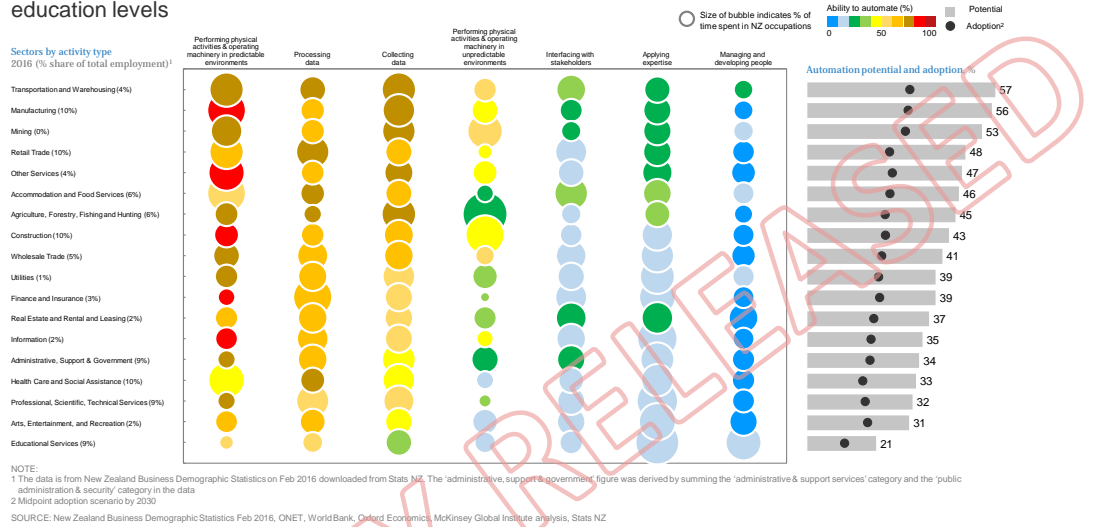 education levels
Size of bubble indicates % of
time spent in NZ occupations
Ability to automate (%)
0 50 100
Potential
Adoption²
Sectors by activity type
2016 (% share of total employment)¹
Performing physical
activities & operating
machinery in predictable
environments
Processing
data
Collecting
data
Performing physical
activities & operating
machinery in
unpredictable
environments
Interfacing with
stakeholders
Applying
expertise
Managing and
developing people
Automation potential and adoption, %
Transportation and Warehousing (4%) 57
Manufacturing (10%) 56
Mining (0%) 53
Retail Trade (10%) 48
Other Services (4%) 47
Accommodation and Food Services (6%) 46
Agriculture, Forestry, Fishing and Hunting (6%) 45
Construction (10%) 43
Wholesale Trade (5%) 41
Utilities (1%) 39
Finance and Insurance (3%) 39
Real Estate and Rental and Leasing (2%) 37
Information (2%) 35
Administrative, Support & Government (9%) 34
Health Care and Social Assistance (10%) 33
Professional, Scientific, Technical Services (9%) 32
Arts, Entertainment, and Recreation (2%) 31
Educational Services (9%) 21
NOTE:
1 The data is from New Zealand Business Demographic Statistics on Feb 2016 downloaded from Stats NZ. The 'administrative, support & government' figure was derived by summing the 'administrative & support services' category and the 'public
administration & security' category in the data
2 Midpoint adoption scenario by 2030
SOURCE: New Zealand Business Demographic Statistics Feb 2016, ONET, World Bank, Oxford Economics, McKinsey Global Institute analysis, Stats NZ
Y RELEASED